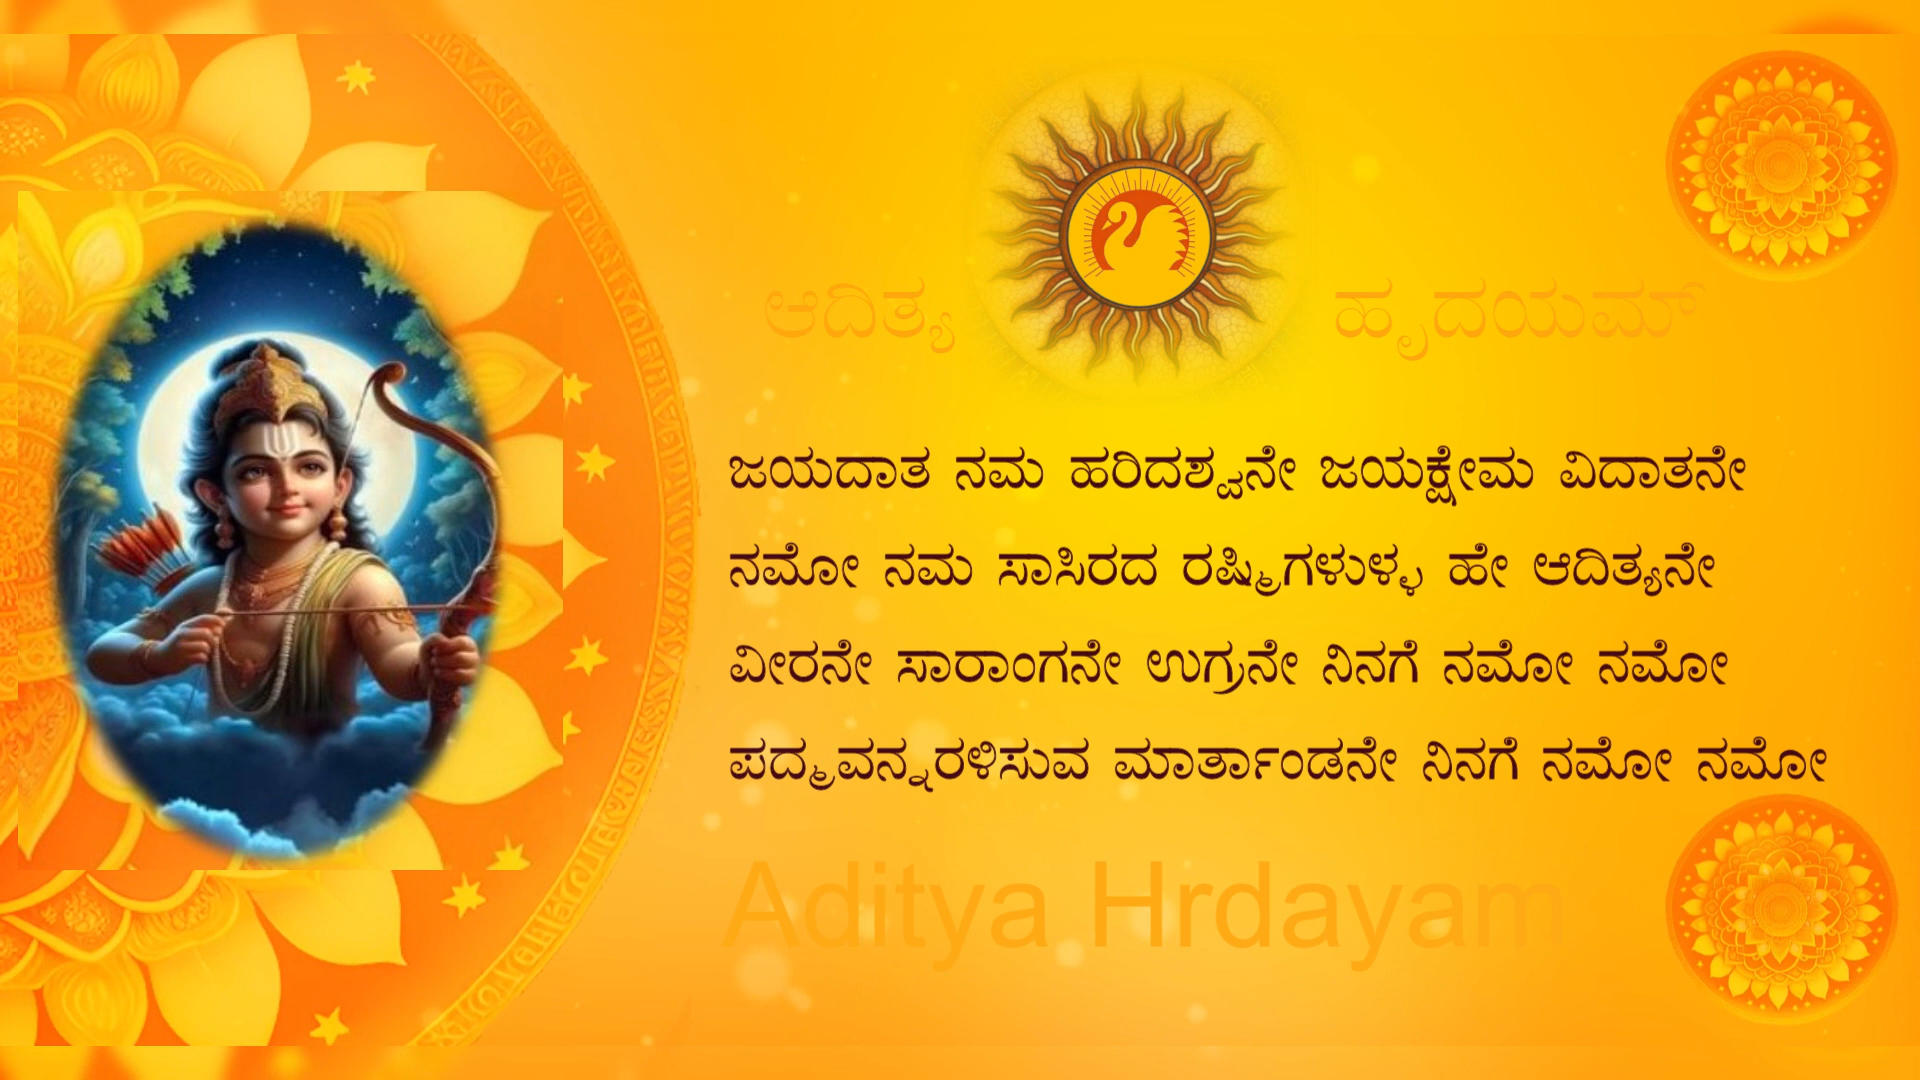 ಆದಿತ್ಯ ಹೃದಯಮ್
ಜಯದಾತ ನಮ ಹರಿದಶ್ವನೇ ಜಯಕ್ಷೇಮ ವಿದಾತನೇ
ನಮೋ ನಮ ಸಾಸಿರದ ರಷ್ಮಿಗಳುಳ್ಳ ಹೇ ಆದಿತ್ಯನೇ
ವೀರನೇ ಸಾರಾಂಗನೇ ಉಗ್ರನೇ ನಿನಗೆ ನಮೋ ನಮೋ
ಪದ್ಮವನ್ನರಳಿಸುವ ಮಾರ್ತಾಂಡನೇ ನಿನಗೆ ನಮೋ ನಮೋ
Aditya Hrdayam